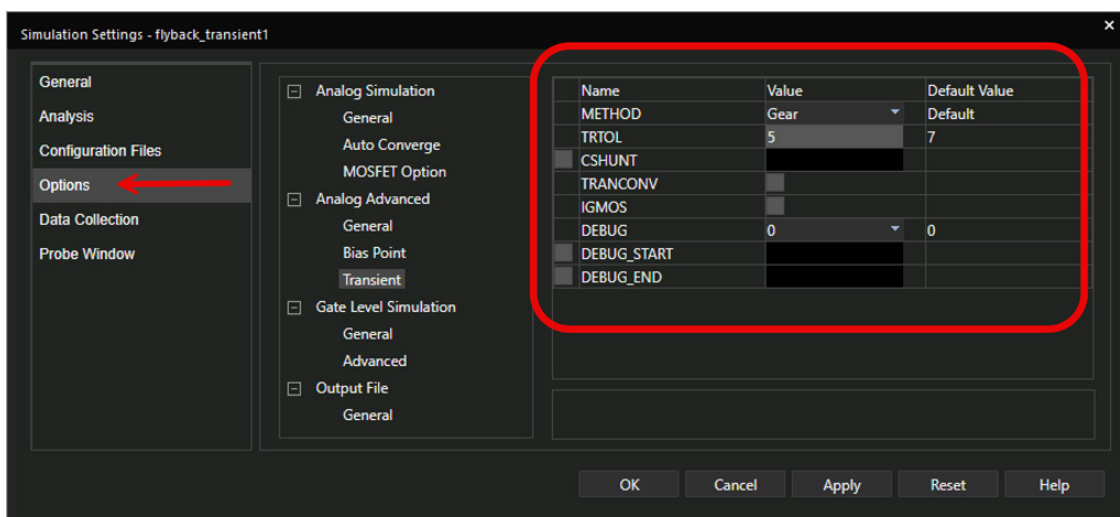 Simulation Settings - flyback_transient1
×
General
Analysis
Configuration Files
Options
Data Collection
Probe Window
Analog Simulation
General
Auto Converge
MOSFET Option
Analog Advanced
General
Bias Point
Transient
Gate Level Simulation
General
Advanced
Output File
General
Name Value Default Value
METHOD Gear Default
TRTOL 5 7
CSHUNT
TRANCONV
IGMOS
DEBUG 0 0
DEBUG_START
DEBUG_END
OK Cancel Apply Reset Help